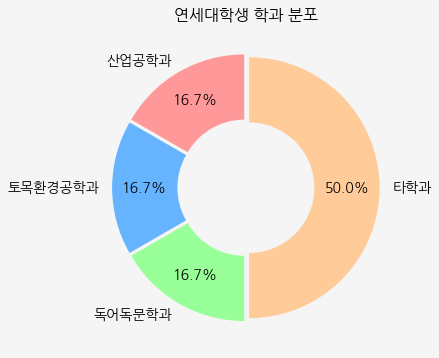 연세대학생 학과 분포
산업공학과
16.7%
토목환경공학과
16.7%
50.0%
타학과
16.7%
독어독문학과